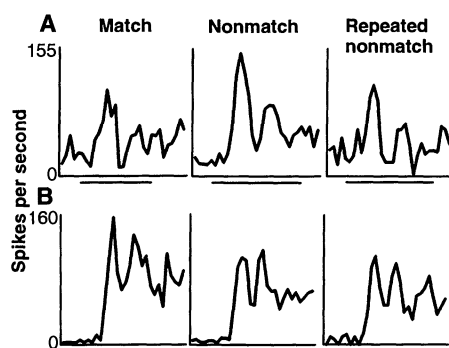 A
Match
Nonmatch
Repeated
nonmatch
155
0
Spikes per second
B
160
0